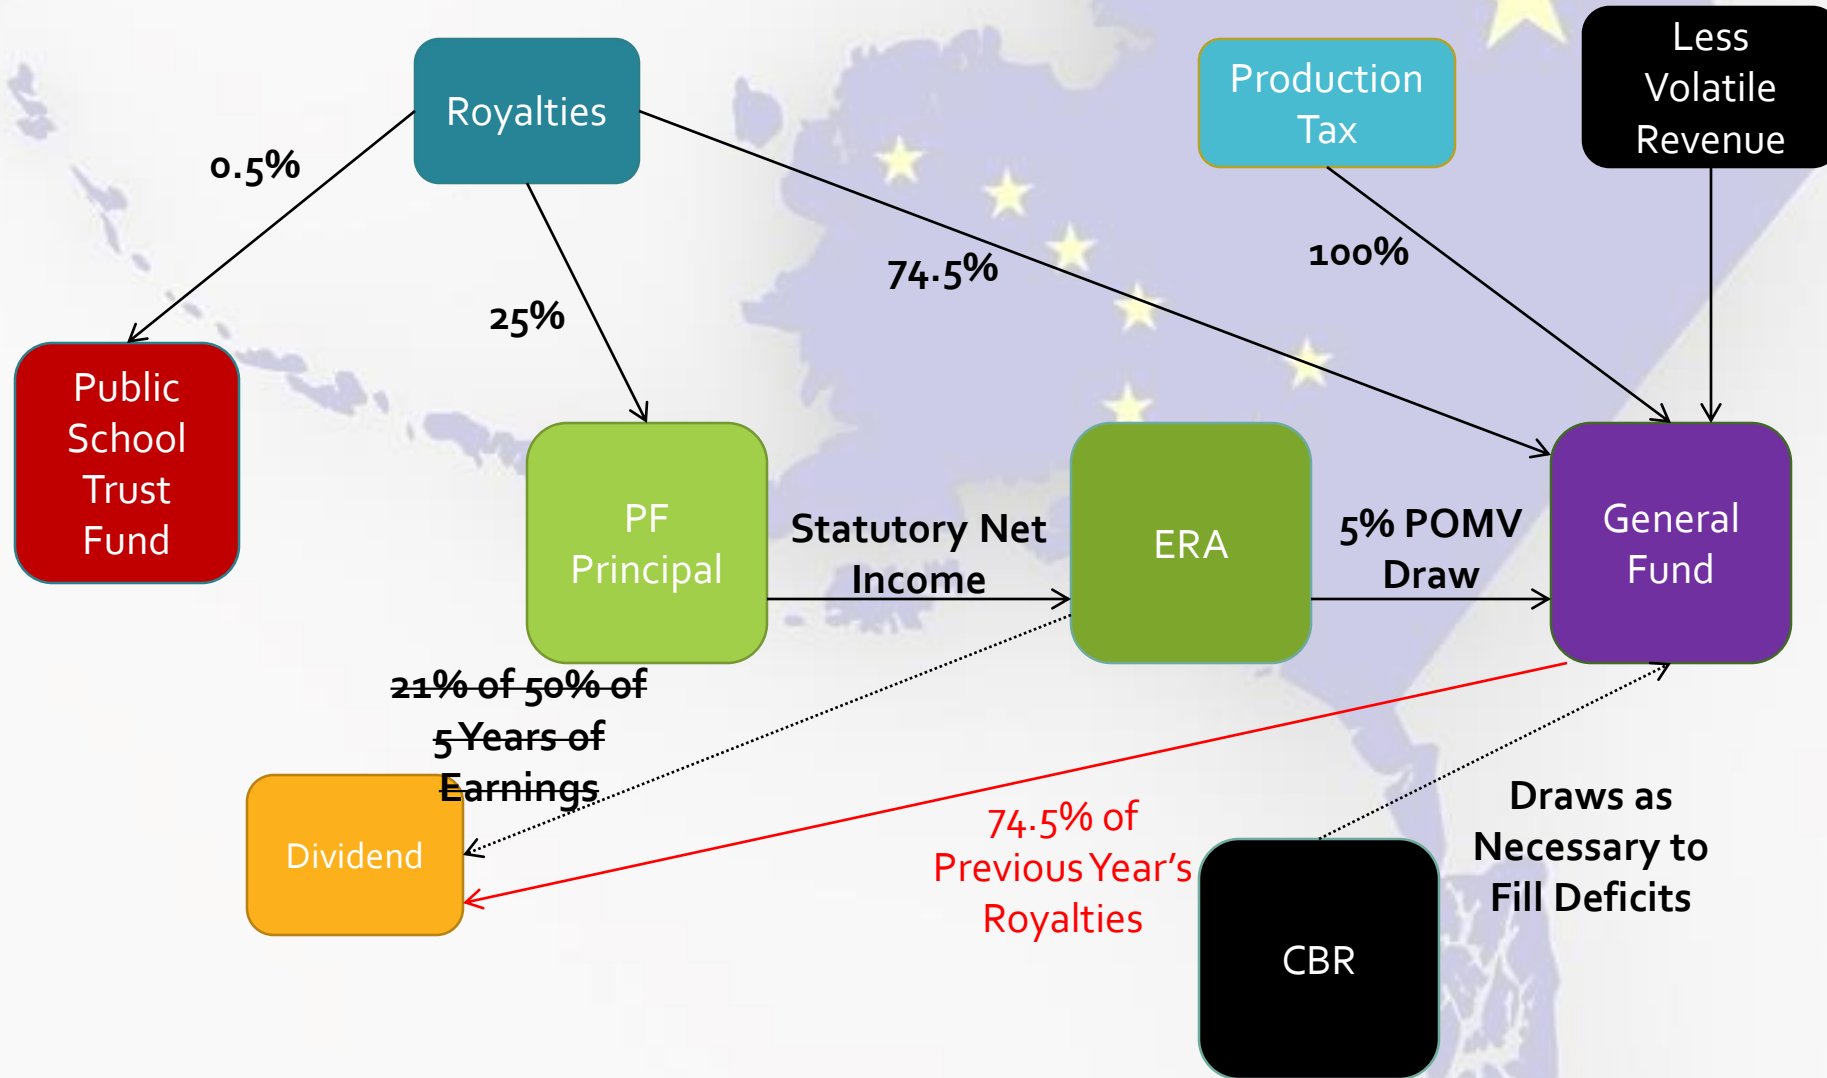 Royalties
Production
Tax
Less
Volatile
Revenue
0.5%
25%
74.5%
100%
Public
School
Trust
Fund
PF
Principal
Statutory Net
Income
ERA
5% POMV
Draw
General
Fund
21% of 50% of
5 Years of
Earnings
Dividend
74.5% of
Previous Year's
Royalties
CBR
Draws as
Necessary to
Fill Deficits